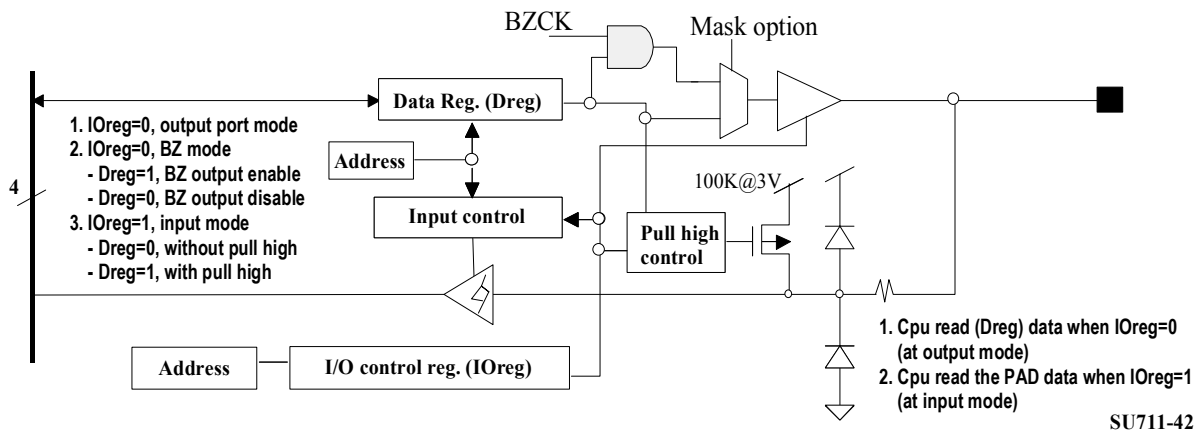 BZCK
Mask option
Data Reg. (Dreg)
1. IOreg=0, output port mode
2. IOreg=0, BZ mode
- Dreg=1, BZ output enable
- Dreg=0, BZ output disable
3. IOreg=1, input mode
- Dreg=0, without pull high
- Dreg=1, with pull high
4
Address
Input control
100K@3V
Pull high
control
Address
I/O control reg. (IOreg)
1. Cpu read (Dreg) data when IOreg=0
(at output mode)
2. Cpu read the PAD data when IOreg=1
(at input mode)
SU711-42